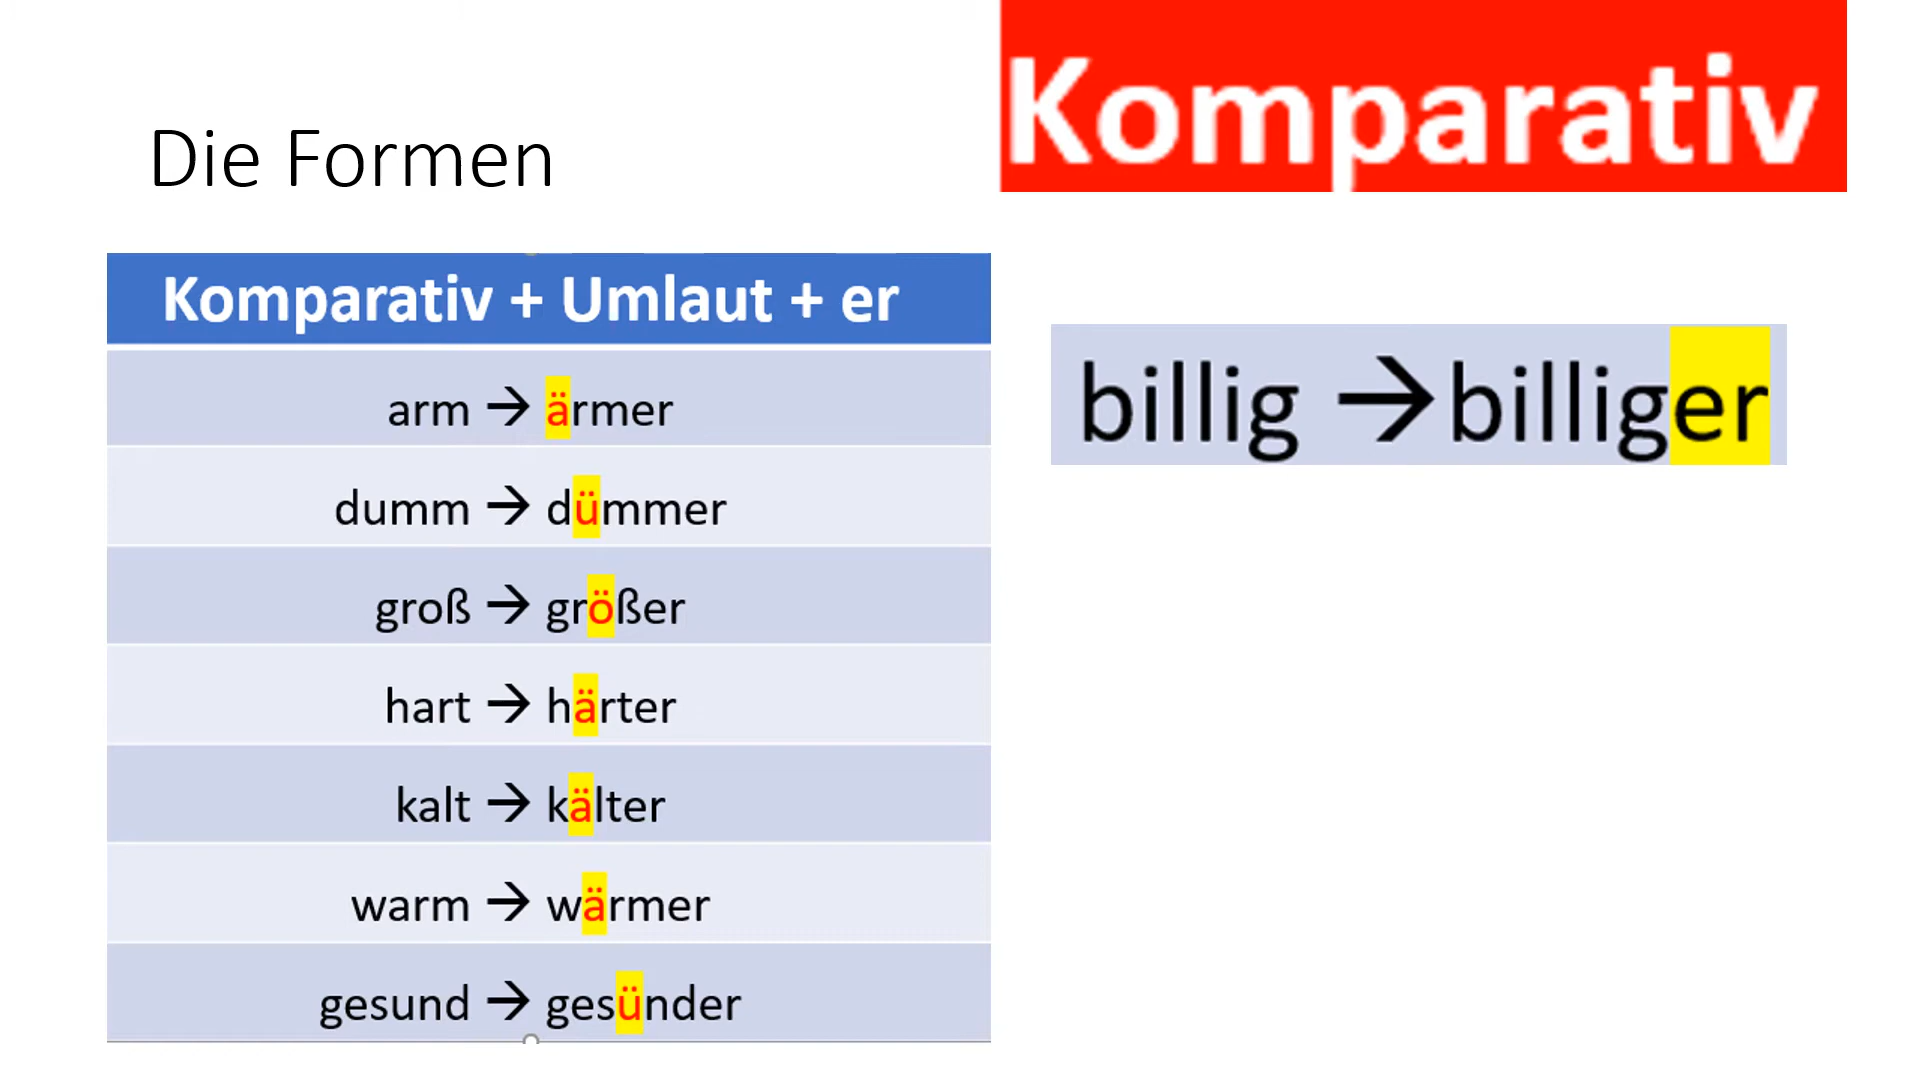 Komparativ
Die Formen
Komparativ + Umlaut + er
arm → ärmer
dumm → dümmer
groß → größer
hart → härter
kalt → kälter
warm → wärmer
gesund → gesünder
billig → billiger